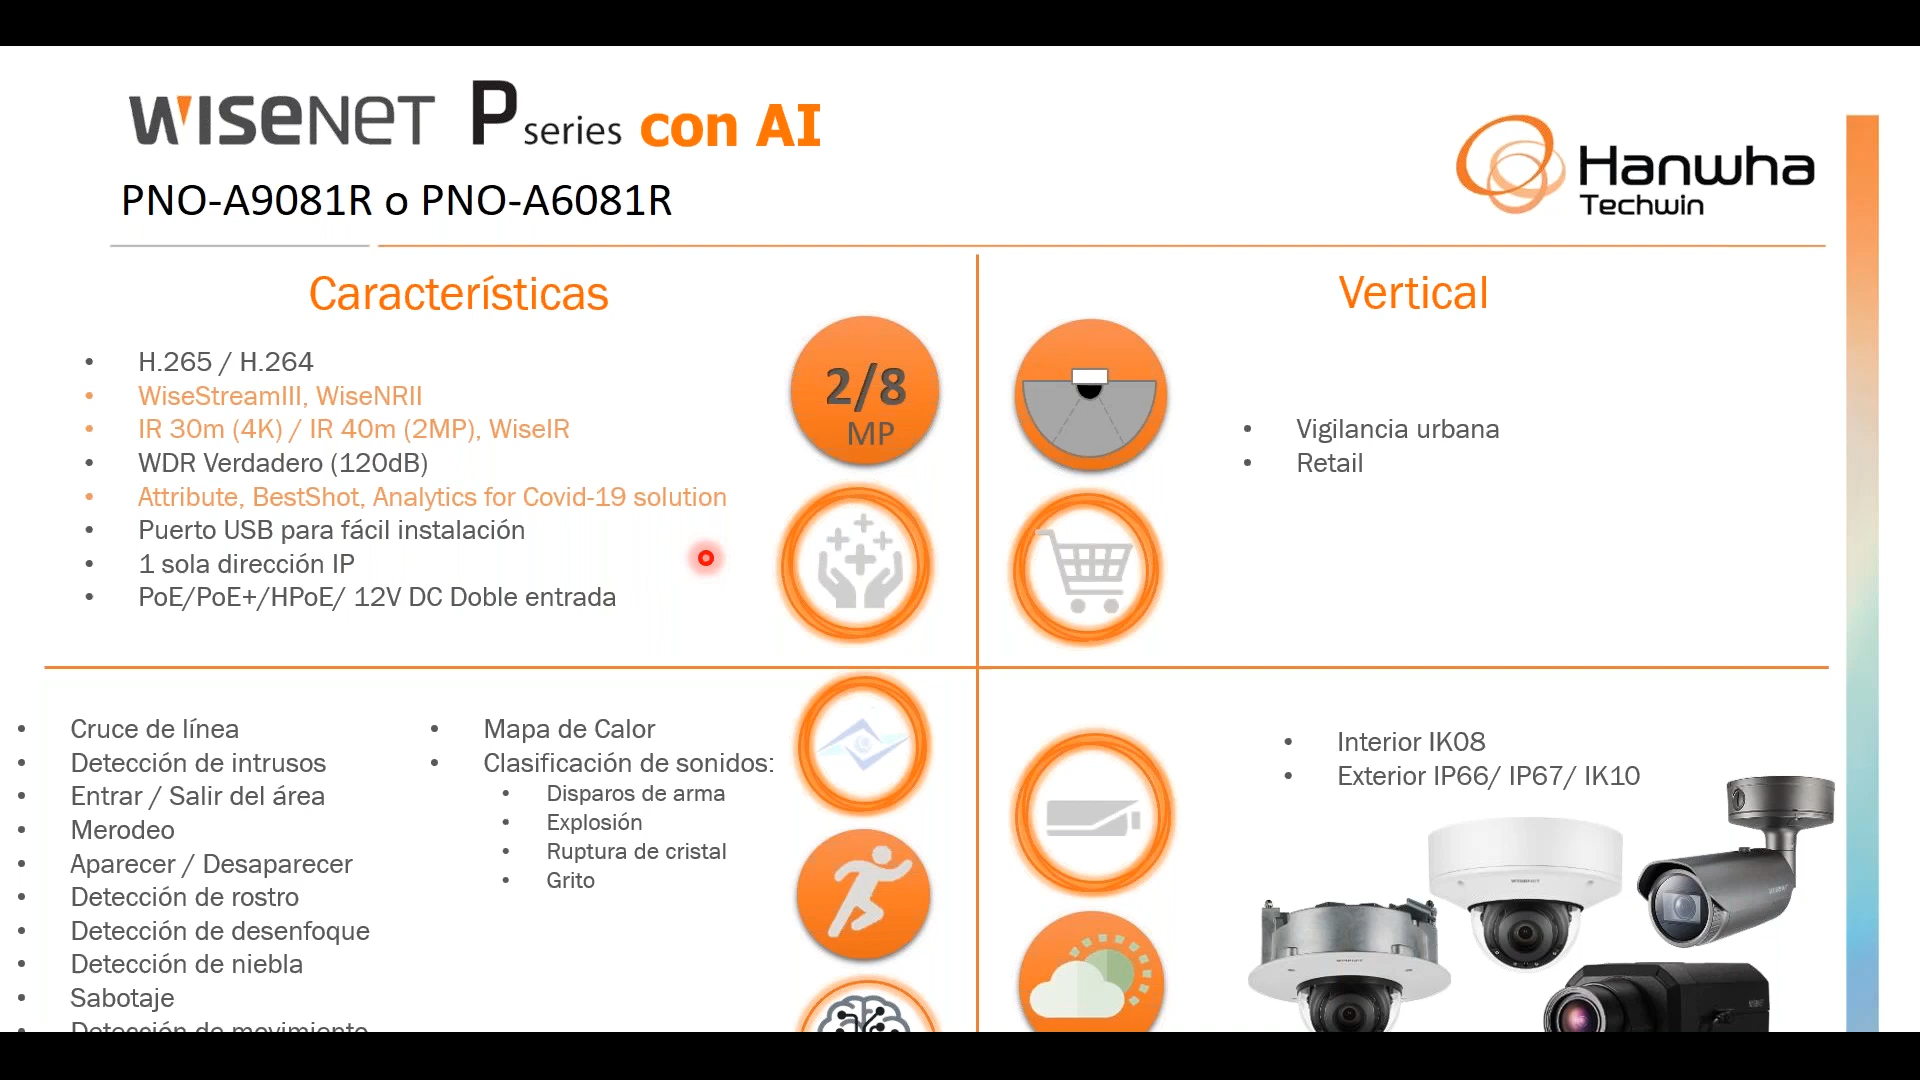 WISENET P series con AI
PNO-A9081R o PNO-A6081R
Hanwha
Techwin
Características
H.265 / H.264
WiseStreamIII, WiseNRII
IR 30m (4K) / IR 40m (2MP), WiseIR
WDR Verdadero (120dB)
Attribute, BestShot, Analytics for Covid-19 solution
Puerto USB para fácil instalación
1 sola dirección IP
PoE/PoE+/HPoE/ 12V DC Doble entrada
2/8
MP
Vertical
Vigilancia urbana
Retail
Cruce de línea
Detección de intrusos
Entrar / Salir del área
Merodeo
Aparecer / Desaparecer
Detección de rostro
Detección de desenfoque
Detección de niebla
Sabotaje
Detección de movimiento
Mapa de Calor
Clasificación de sonidos:
Disparos de arma
Explosión
Ruptura de cristal
Grito
Interior IK08
Exterior IP66/ IP67/ IK10
WISENET